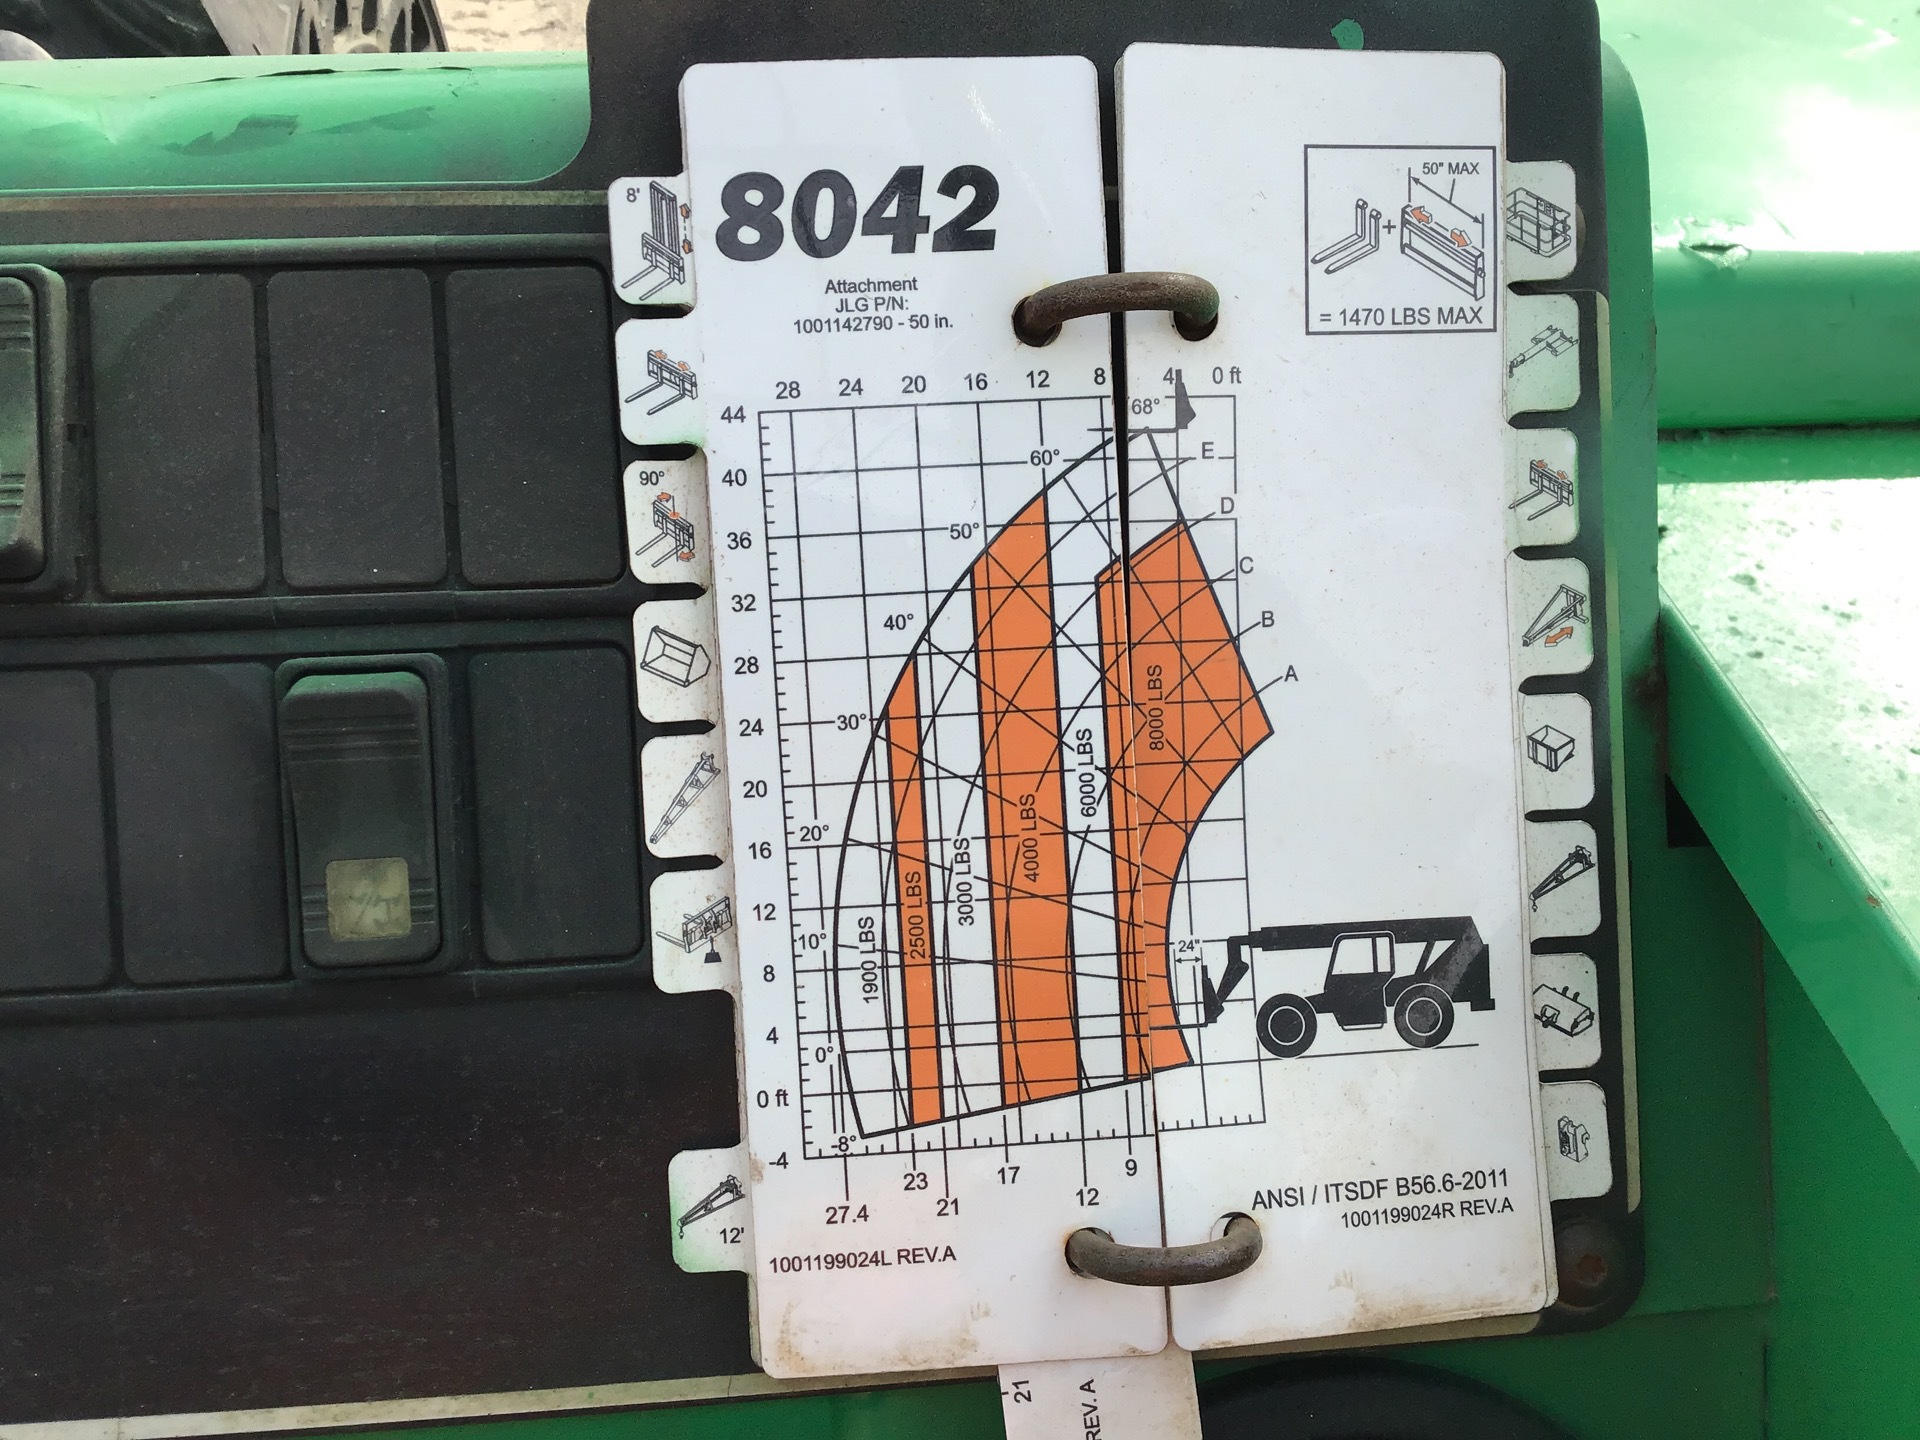 8042
Attachment
JLG P/N:
1001142790 - 50 in.
50" MAX
+
= 1470 LBS MAX
8'
90°
12'
28 24 20 16 12 8 4 0 ft
44
40
36
32
28
24
20
16
12
8
4
0 ft
-4
68°
60°
50°
40°
30°
20°
10°
0°
-8°
E
D
C
B
A
1900 LBS
2500 LBS
3000 LBS
4000 LBS
6000 LBS
8000 LBS
24"
27.4
23
21
17
12
9
1001199024L REV.A
ANSI / ITSDF B56.6-2011
1001199024R REV.A
21
REV. A